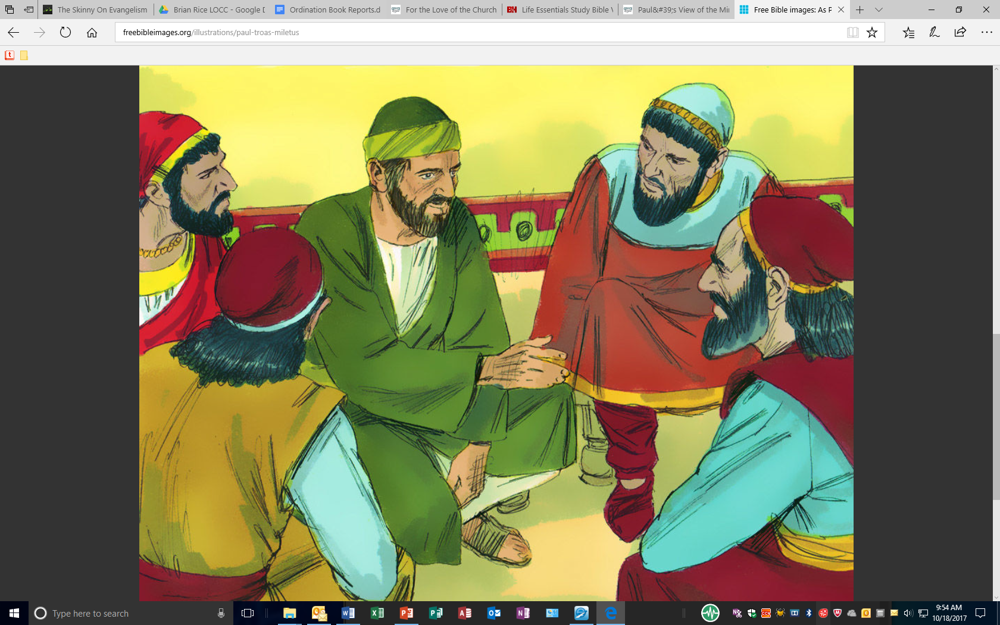 The Skinny On Evangelism
Brian Rice LOCC - Google D
Ordination Book Reports.d
For the Love of the Church
Life Essentials Study Bible V
Paul&#39;s View of the Mir
Free Bible images: As P
freebibleimages.org/illustrations/paul-troas-miletus
Type here to search
9:54 AM
10/18/2017